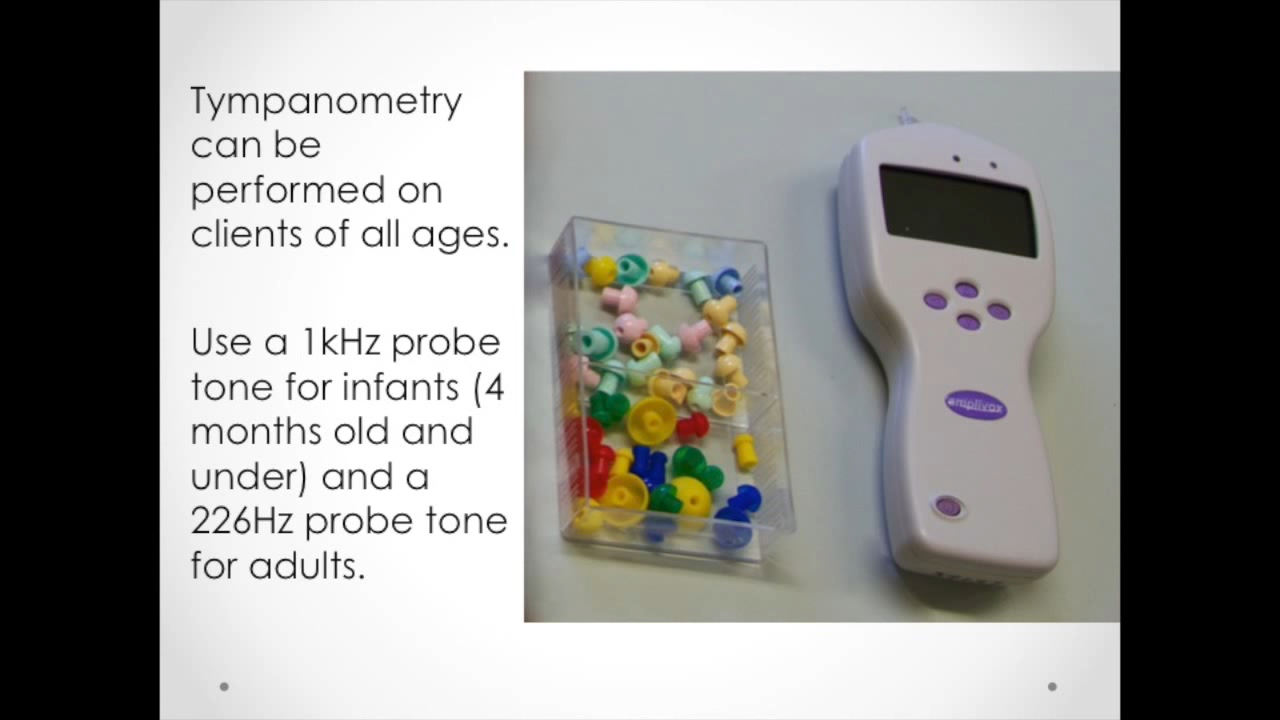 Tympanometry
can be
performed on
clients of all ages.
Use a 1kHz probe
tone for infants (4
months old and
under) and a
226Hz probe tone
for adults.
amplivox